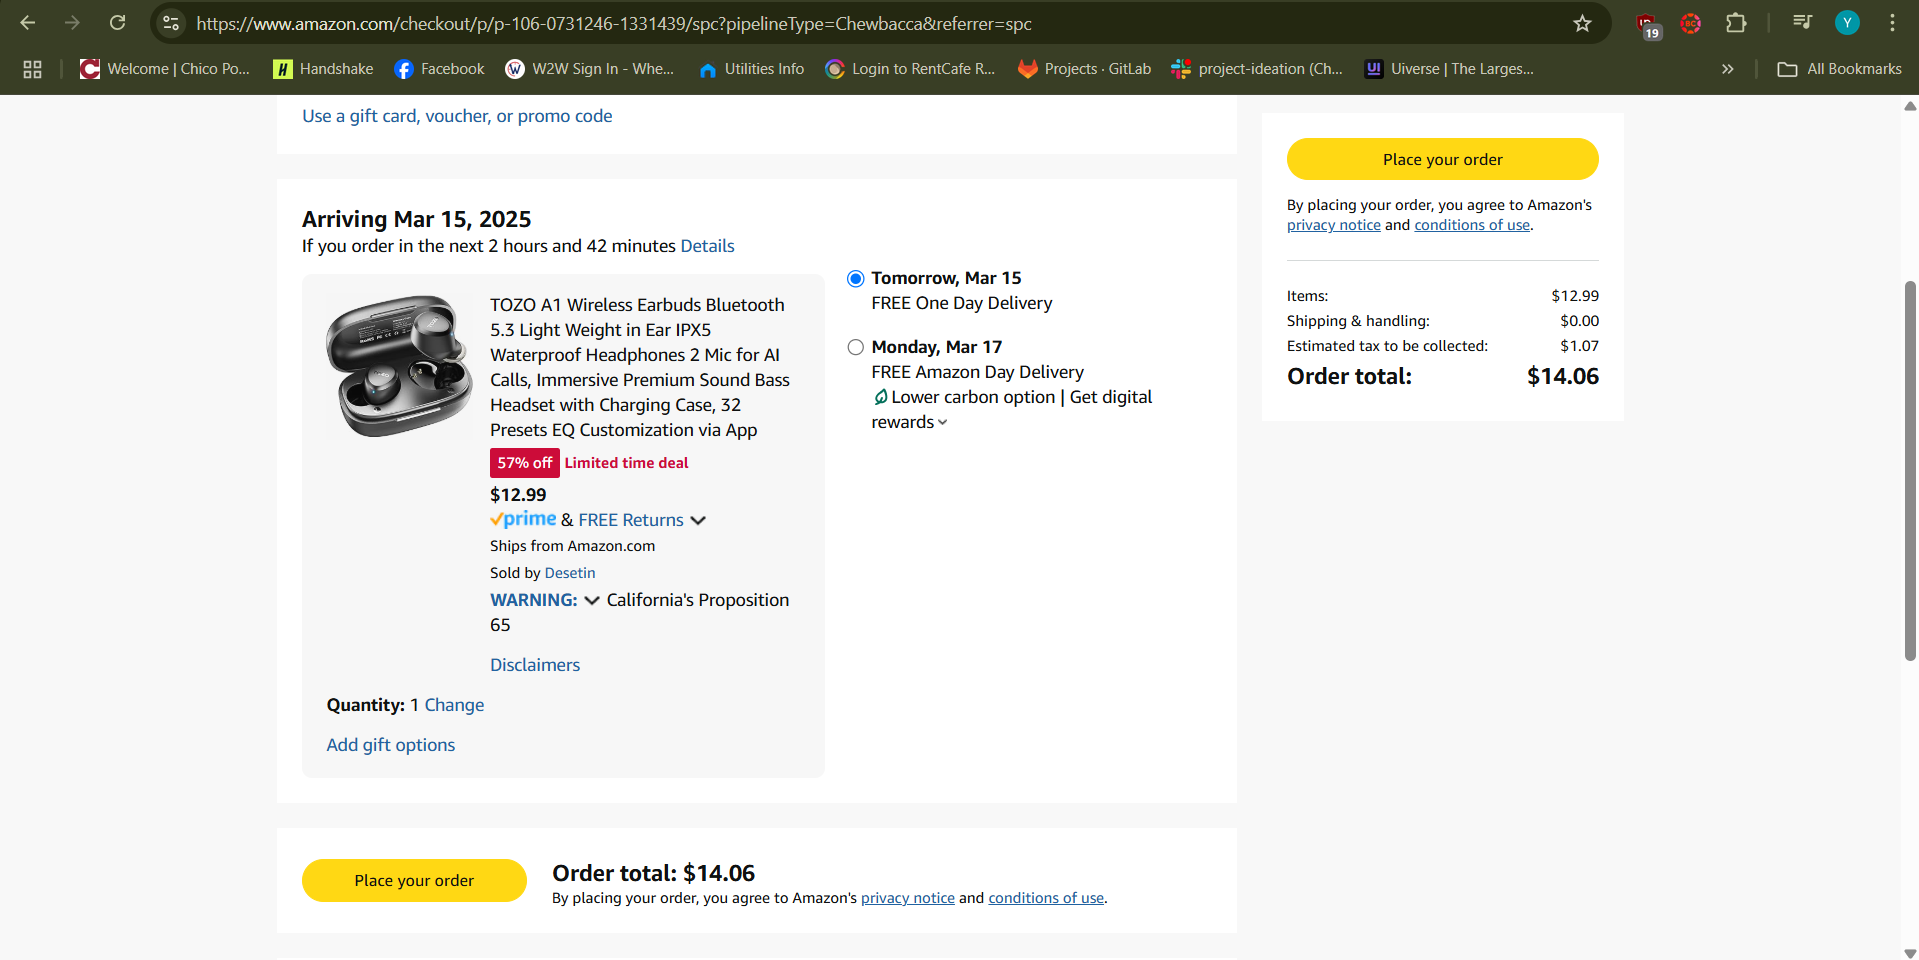 https://www.amazon.com/checkout/p/p-106-0731246-1331439/spc?pipelineType=Chewbacca&referrer=spc
19
Y
Welcome | Chico Po...
Handshake
Facebook
W2W Sign In - Whe...
Utilities Info
Login to RentCafe R...
Projects · GitLab
project-ideation (Ch...
Uiverse | The Larges...
All Bookmarks
Use a gift card, voucher, or promo code
Arriving Mar 15, 2025
If you order in the next 2 hours and 42 minutes Details
TOZO A1 Wireless Earbuds Bluetooth
5.3 Light Weight in Ear IPX5
Waterproof Headphones 2 Mic for AI
Calls, Immersive Premium Sound Bass
Headset with Charging Case, 32
Presets EQ Customization via App
57% off Limited time deal
$12.99
prime & FREE Returns
Ships from Amazon.com
Sold by Desetin
WARNING: California's Proposition
65
Disclaimers
Quantity: 1 Change
Add gift options
Tomorrow, Mar 15
FREE One Day Delivery
Monday, Mar 17
FREE Amazon Day Delivery
Lower carbon option | Get digital
rewards
Place your order
Order total: $14.06
By placing your order, you agree to Amazon's privacy notice and conditions of use.
Place your order
By placing your order, you agree to Amazon's
privacy notice and conditions of use.
Items: $12.99
Shipping & handling: $0.00
Estimated tax to be collected: $1.07
Order total: $14.06